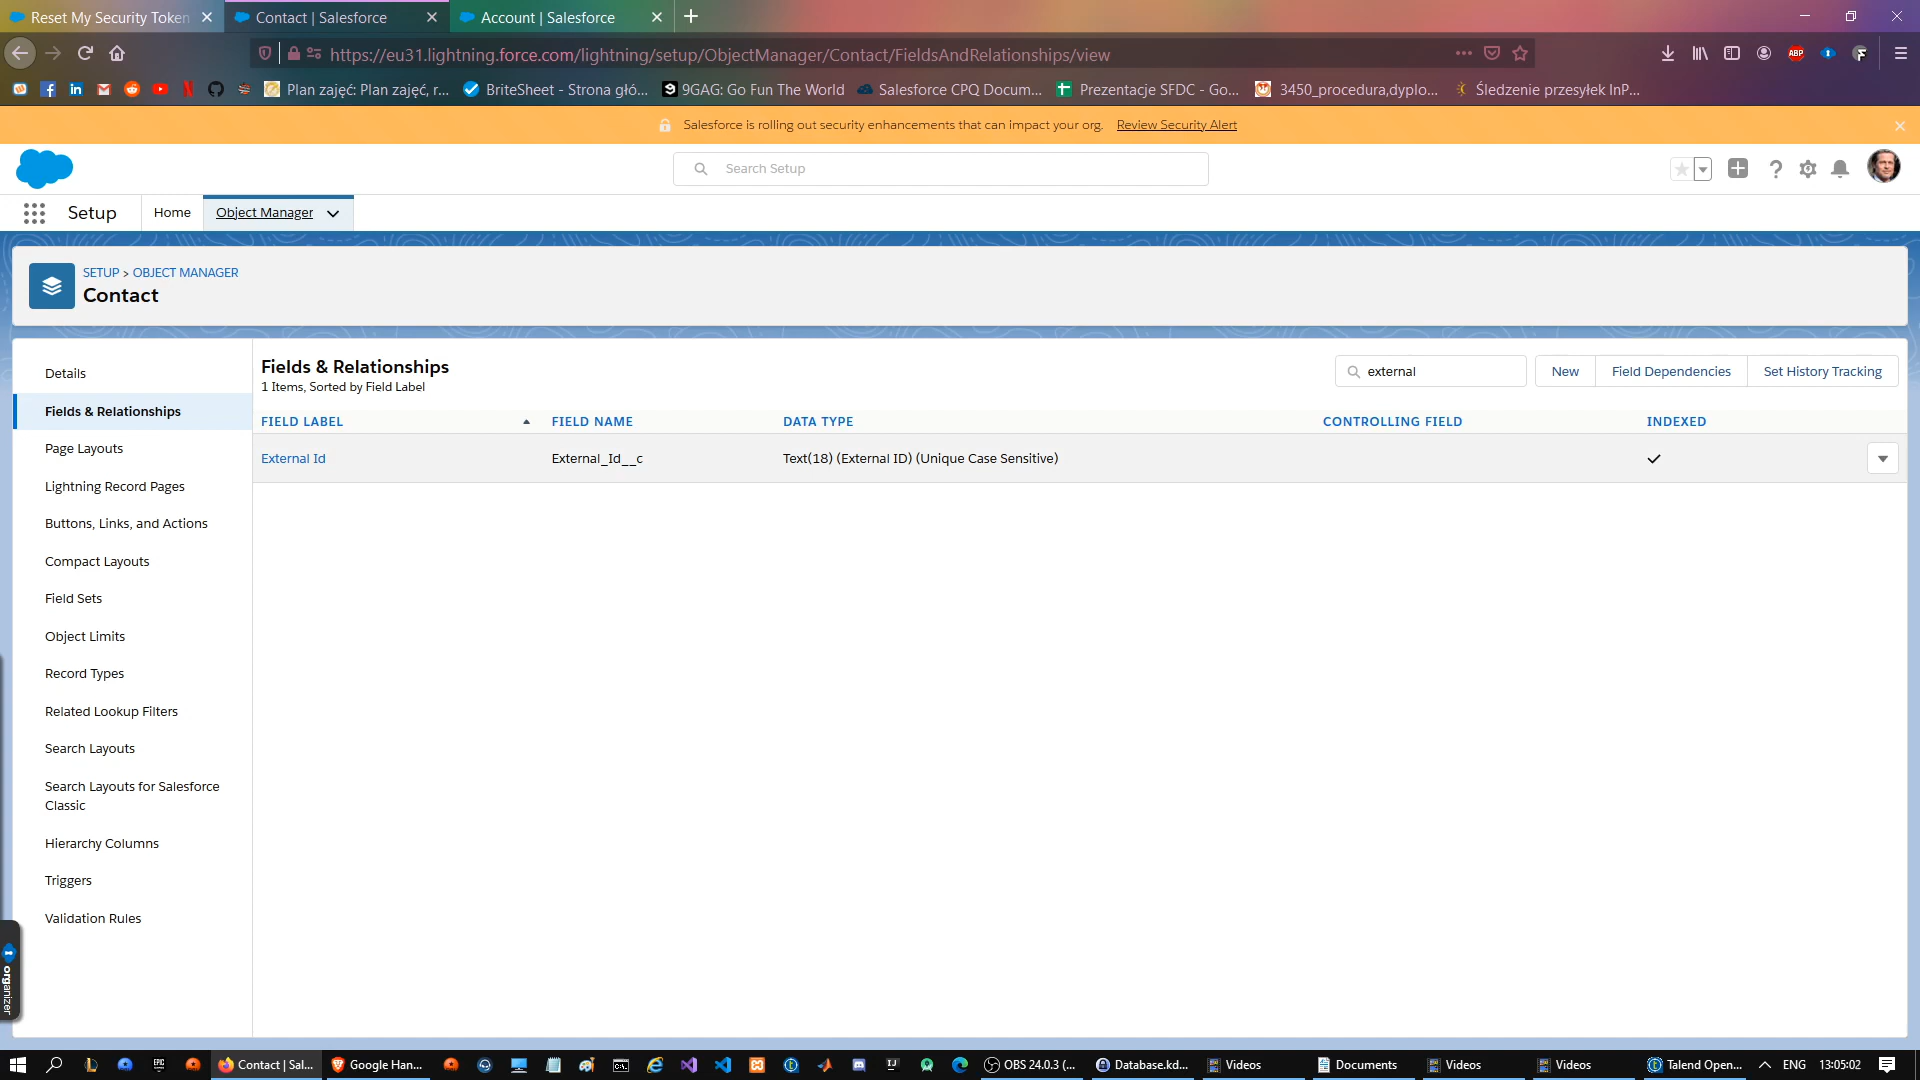 Reset My Security Token
Contact | Salesforce
Account | Salesforce
https://eu31.lightning.force.com/lightning/setup/ObjectManager/Contact/FieldsAndRelationships/view
ABP
Plan zajęć: Plan zajęć, r...
BriteSheet - Strona głó...
9GAG: Go Fun The World
Salesforce CPQ Docum...
Prezentacje SFDC - Go...
3450_procedura,dyplo...
Śledzenie przesyłek InP...
Salesforce is rolling out security enhancements that can impact your org. Review Security Alert
Search Setup
Setup
Home
Object Manager
SETUP > OBJECT MANAGER
Contact
Details
Fields & Relationships
Page Layouts
Lightning Record Pages
Buttons, Links, and Actions
Compact Layouts
Field Sets
Object Limits
Record Types
Related Lookup Filters
Search Layouts
Search Layouts for Salesforce
Classic
Hierarchy Columns
Triggers
Validation Rules
Fields & Relationships
1 Items, Sorted by Field Label
external
New
Field Dependencies
Set History Tracking
FIELD LABEL FIELD NAME DATA TYPE CONTROLLING FIELD INDEXED
External Id External_Id__c Text(18) (External ID) (Unique Case Sensitive)
organizer
Contact | Sal...
Google Han...
OBS 24.0.3 (...
Database.kd...
Videos
Documents
Videos
Videos
Talend Open...
ENG
13:05:02